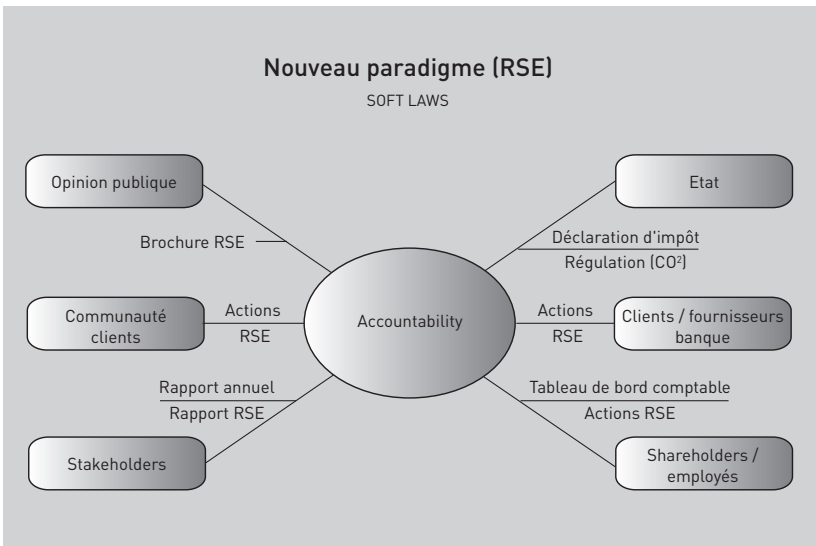 Nouveau paradigme (RSE)
SOFT LAWS
Opinion publique
Etat
Brochure RSE
Déclaration d'impôt
Régulation (CO²)
Communauté
clients
Actions
RSE
Accountability
Actions
RSE
Clients / fournisseurs
banque
Rapport annuel
Rapport RSE
Tableau de bord comptable
Actions RSE
Stakeholders
Shareholders /
employés